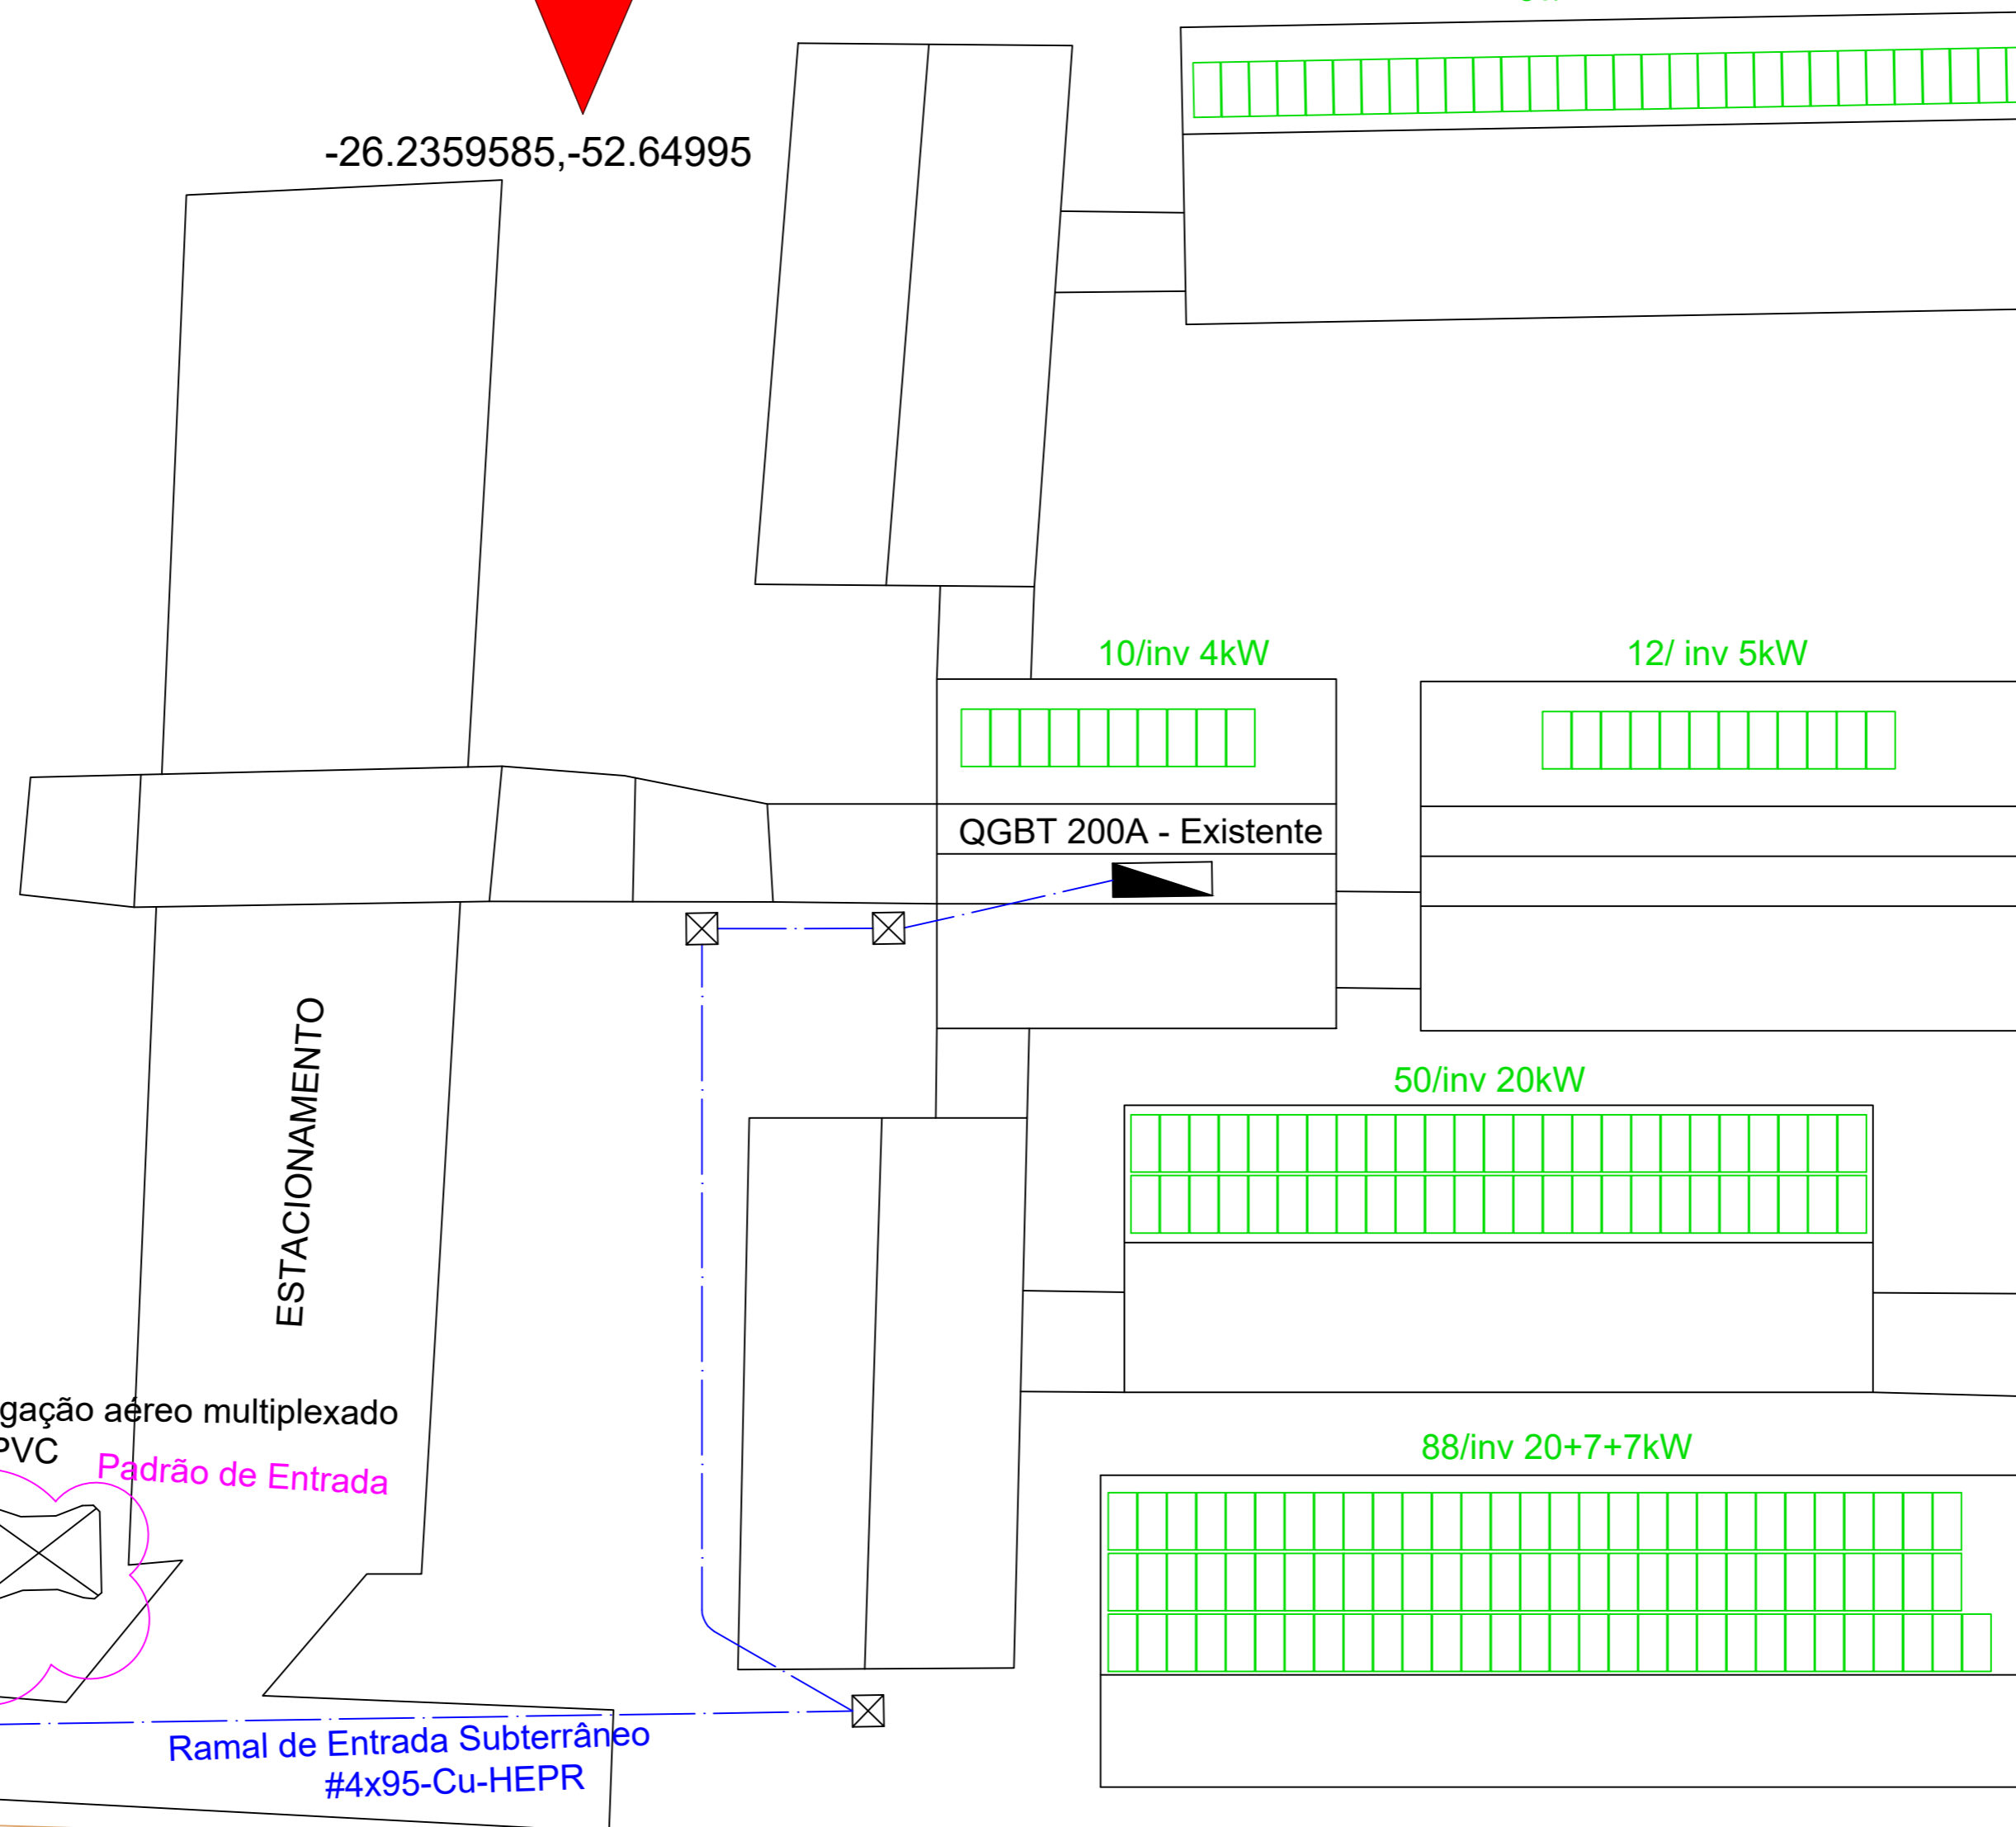 -26.2359585,-52.64995
10/inv 4kW
12/ inv 5kW
QGBT 200A - Existente
ESTACIONAMENTO
50/inv 20kW
aéreo multiplexado
PVC
Padrão de Entrada
88/inv 20+7+7kW
Ramal de Entrada Subterrâneo
#4x95-Cu-HEPR